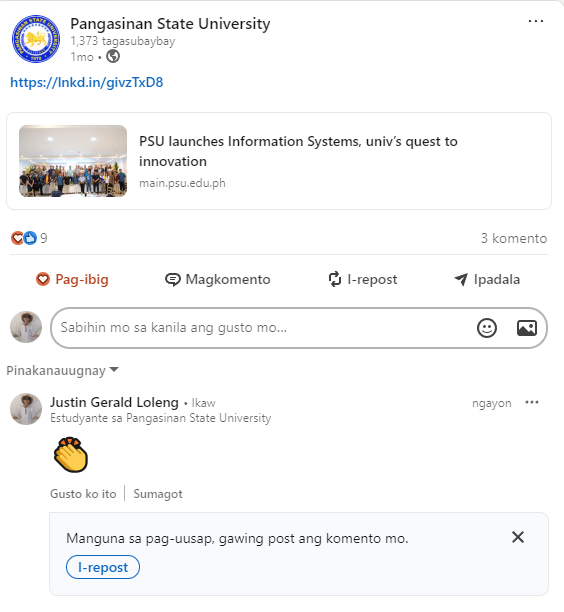 Pangasinan State University
1,373 tagasubaybay
1mo •
https://lnkd.in/givzTxD8
PSU launches Information Systems, univ's quest to
innovation
main.psu.edu.ph
9
3 komento
Pag-ibig
Magkomento
I-repost
Ipadala
Sabihin mo sa kanila ang gusto mo...
Pinakanauugnay
Justin Gerald Loleng • Ikaw
ngayon
Estudyante sa Pangasinan State University
Gusto ko ito
Sumagot
Manguna sa pag-uusap, gawing post ang komento mo.
I-repost